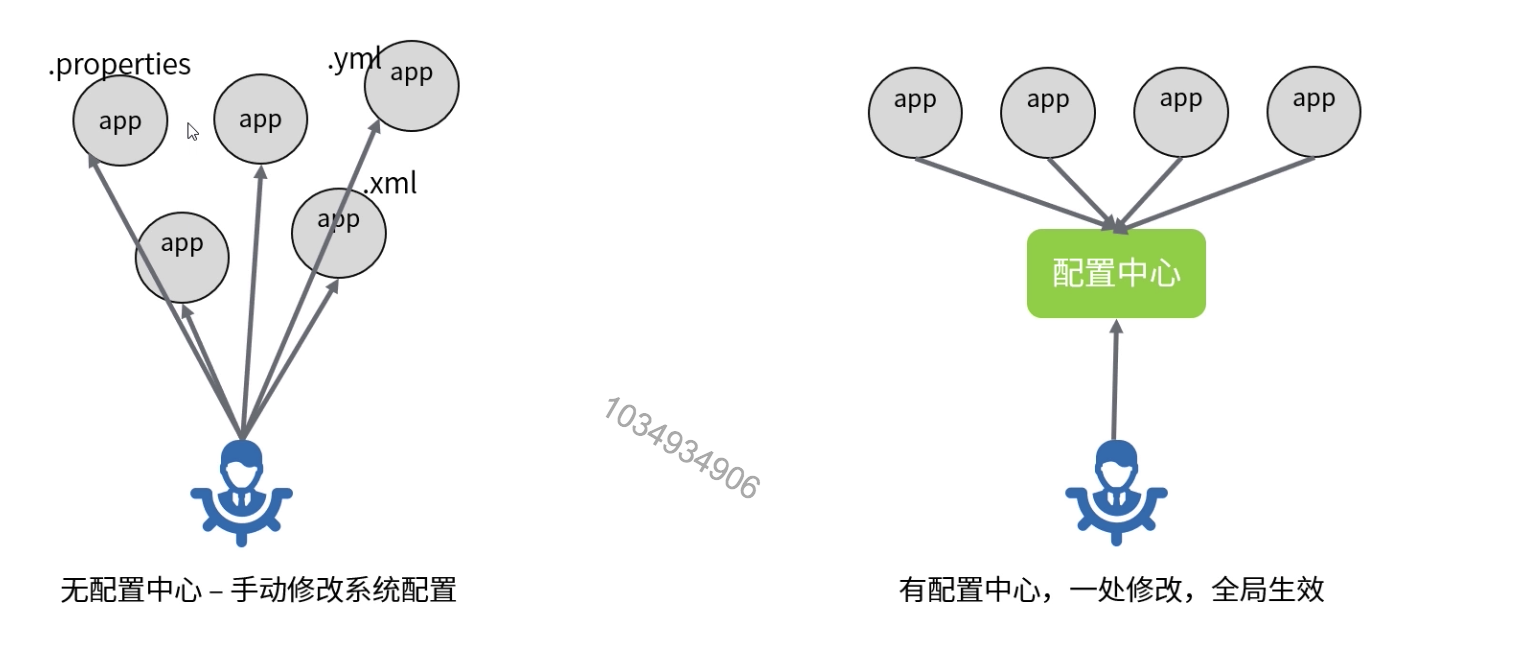 .properties
.yml
app
app
app
.xml
app
app
app
app
app
app
配置中心
1034934906
无配置中心 – 手动修改系统配置
有配置中心，一处修改，全局生效